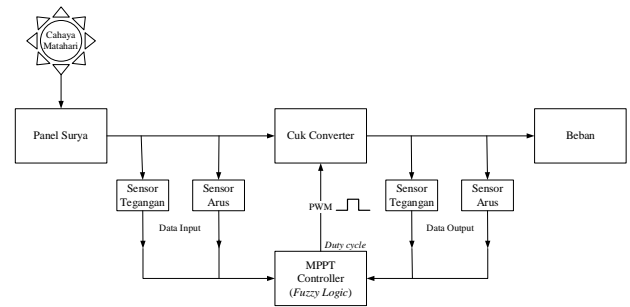 Cahaya
Matahari
Panel Surya
Cuk Converter
Beban
Sensor
Tegangan
Sensor
Arus
PWM
Sensor
Tegangan
Sensor
Arus
Data Input
Data Output
Duty cycle
MPPT
Controller
(Fuzzy Logic)